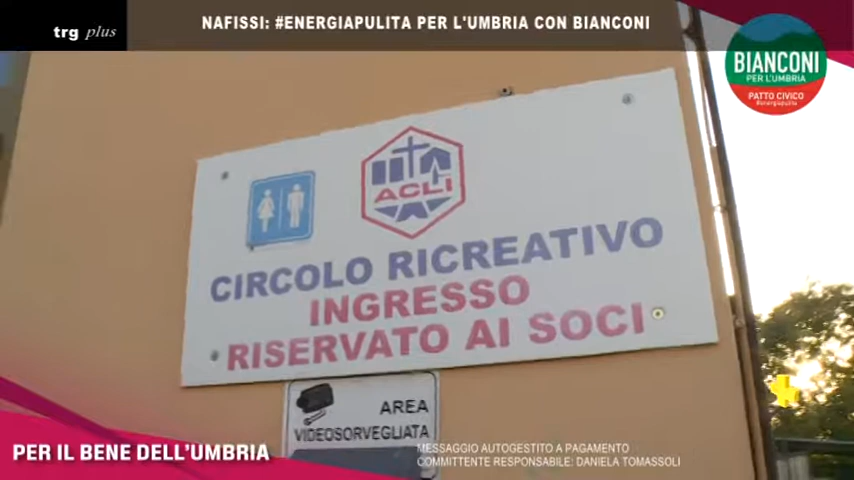 trg plus
NAFISSI: #ENERGIAPULITA PER L'UMBRIA CON BIANCONI
BIANCONI
PER L'UMBRIA
PATTO CIVICO
#energiapulita
ACLI
CIRCOLO RICREATIVO
INGRESSO
RISERVATO AI SOCI
AREA
VIDEOSORVEGLIATA
PER IL BENE DELL'UMBRIA
MESSAGGIO AUTOGESTITO A PAGAMENTO
COMMITTENTE RESPONSABILE: DANIELA TOMASSOLI